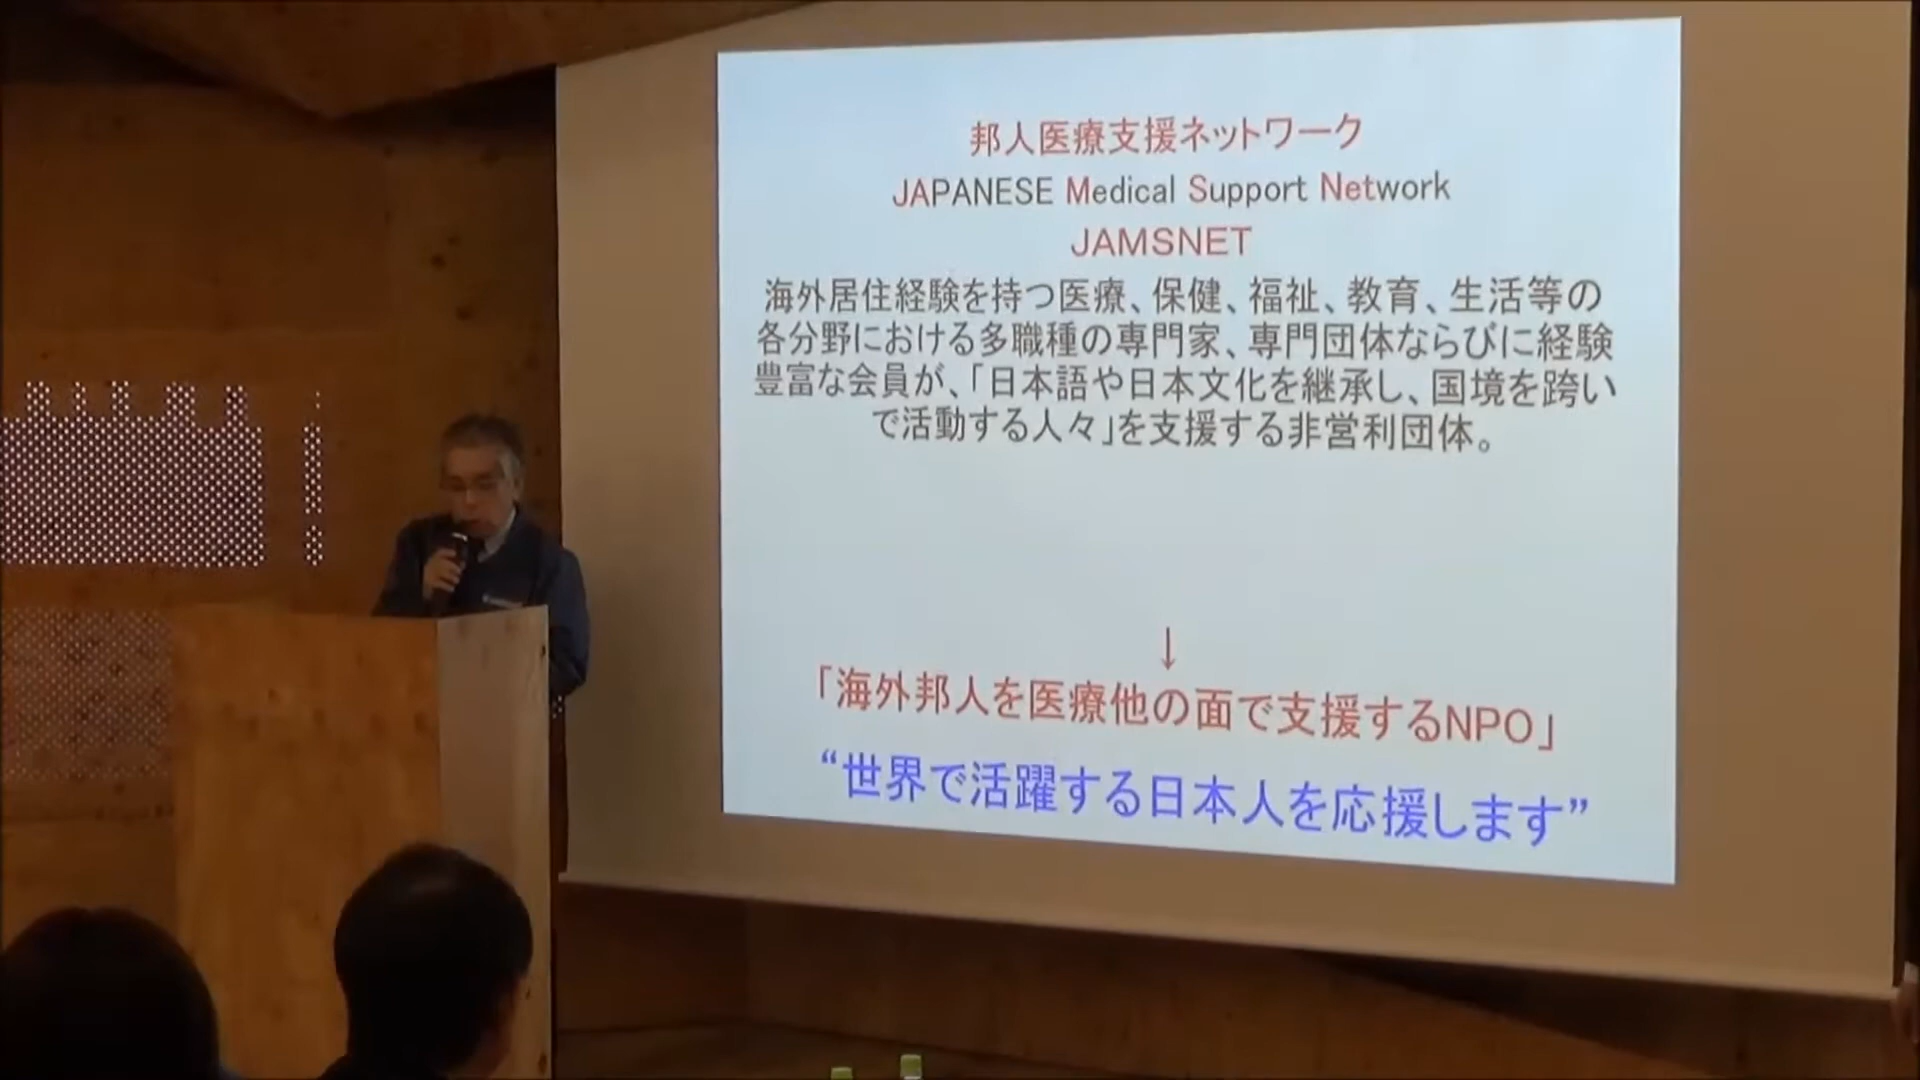 邦人医療支援ネットワーク
JAPANESE Medical Support Network
JAMSNET
海外居住経験を持つ医療、保健、福祉、教育、生活等の
各分野における多職種の専門家、専門団体ならびに経験
豊富な会員が、「日本語や日本文化を継承し、国境を跨い
で活動する人々」を支援する非営利団体。
↓
「海外邦人を医療他の面で支援するNPO」
“世界で活躍する日本人を応援します”